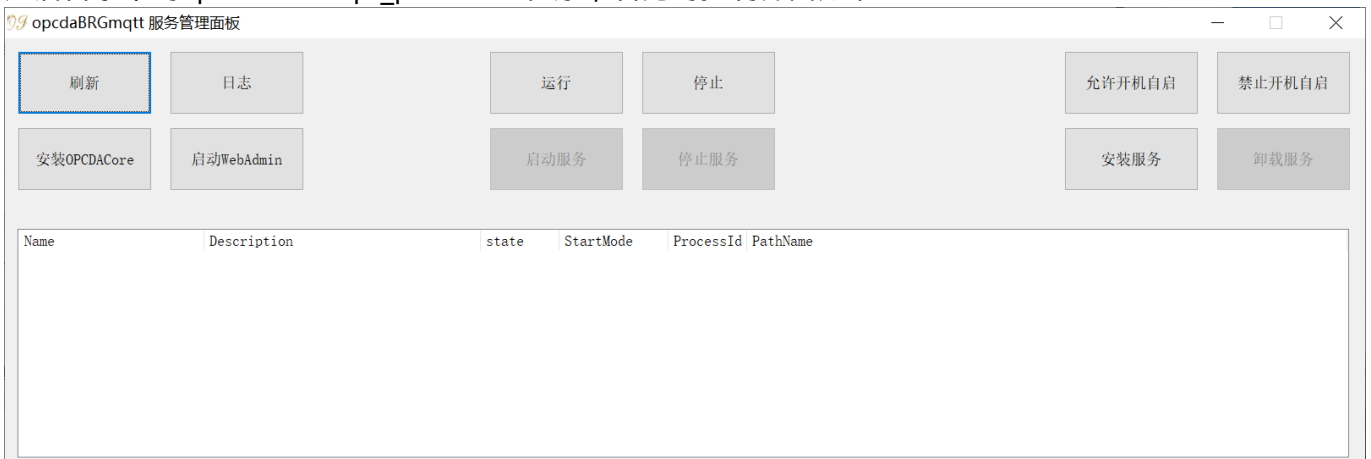 opcdaBRGmqtt 服务管理面板
刷新 日志 运行 停止 允许开机自启 禁止开机自启
安装OPCDACore 启动WebAdmin 启动服务 停止服务 安装服务 卸载服务
Name Description state StartMode ProcessId PathName